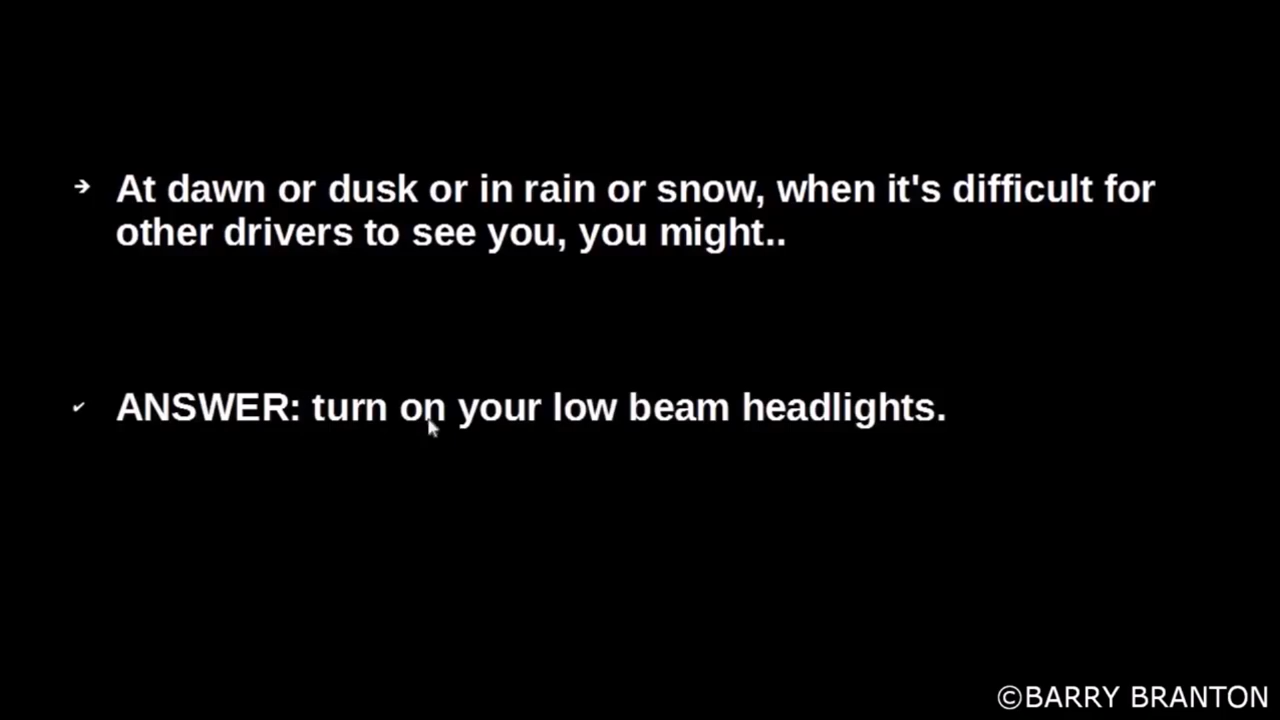 At dawn or dusk or in rain or snow, when it's difficult for
other drivers to see you, you might..
ANSWER: turn on your low beam headlights.
©BARRY BRANTON